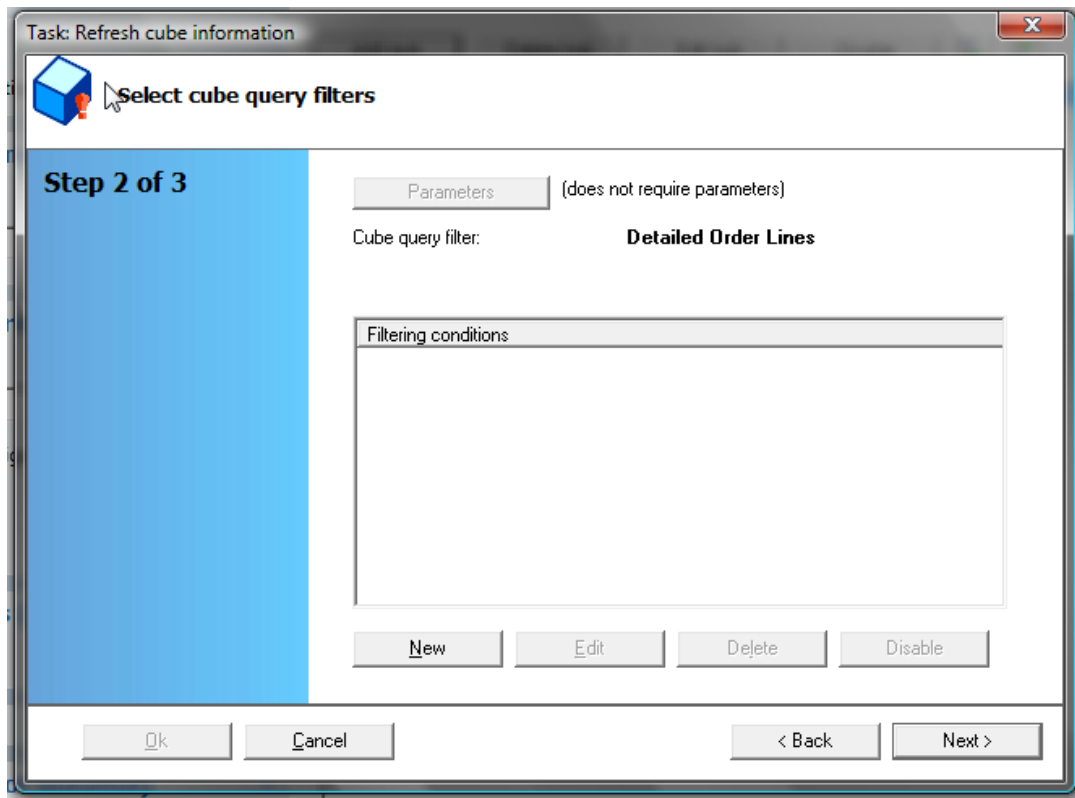 Task: Refresh cube information
Select cube query filters
Step 2 of 3
Parameters (does not require parameters)
Cube query filter: Detailed Order Lines
Filtering conditions
New Edit Delete Disable
Ok Cancel < Back Next >